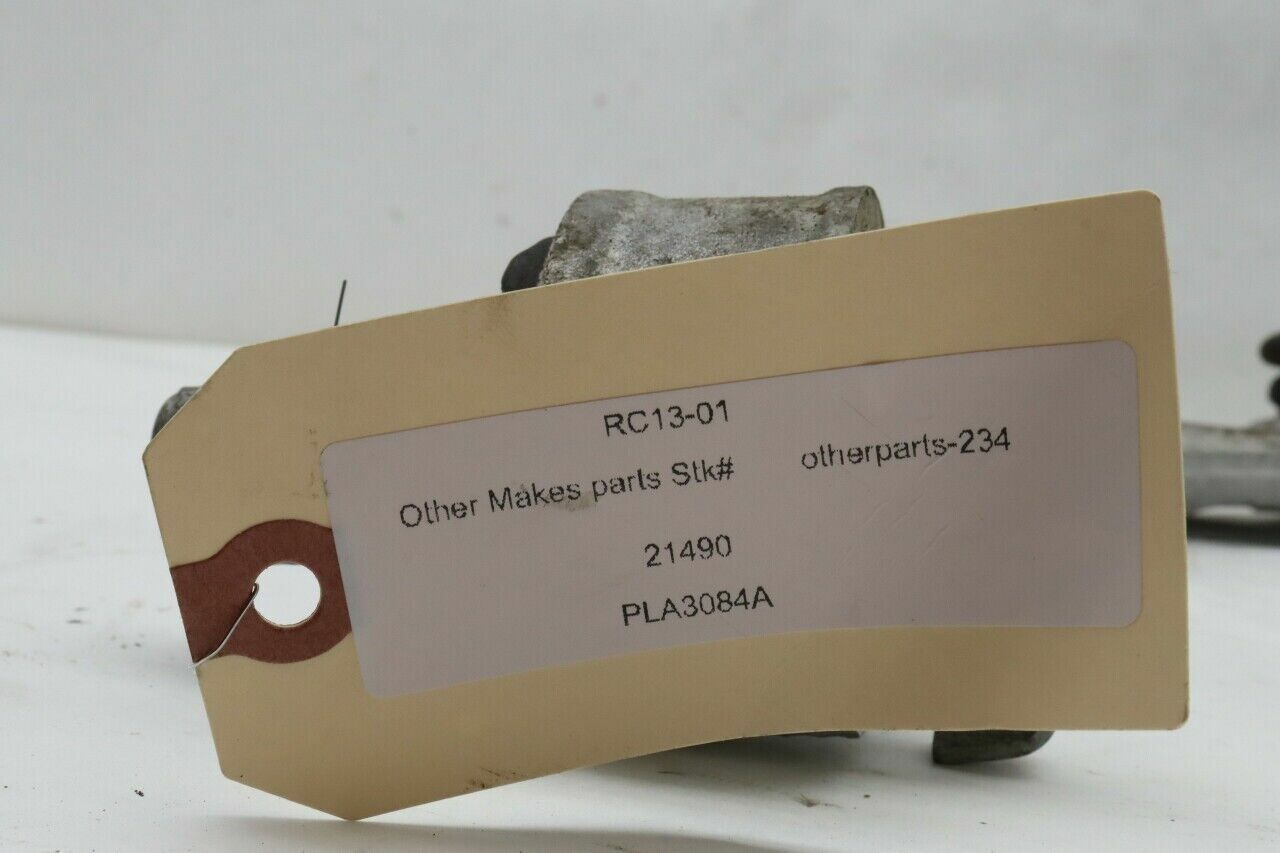 RC13-01
Other Makes parts Stk# otherparts-234
21490
PLA3084A